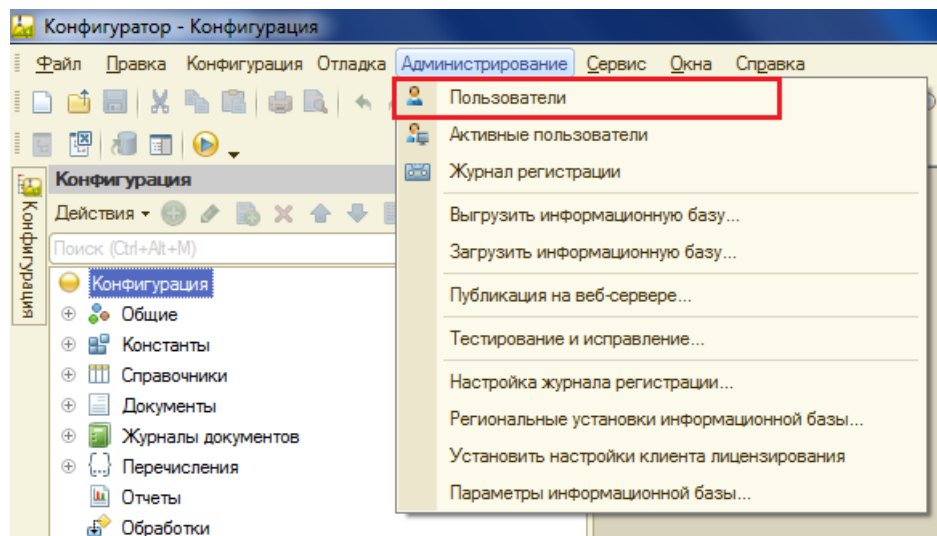 Конфигуратор - Конфигурация
Файл Правка Конфигурация Отладка Администрирование Сервис Окна Справка
Пользователи
Активные пользователи
Журнал регистрации
Выгрузить информационную базу...
Загрузить информационную базу...
Публикация на веб-сервере...
Тестирование и исправление...
Настройка журнала регистрации...
Региональные установки информационной базы...
Установить настройки клиента лицензирования
Параметры информационной базы...
Конфигурация
Конфигурация
Действия
Поиск (Ctrl+Alt+M)
Конфигурация
Общие
Константы
Справочники
Документы
Журналы документов
Перечисления
Отчеты
Обработки